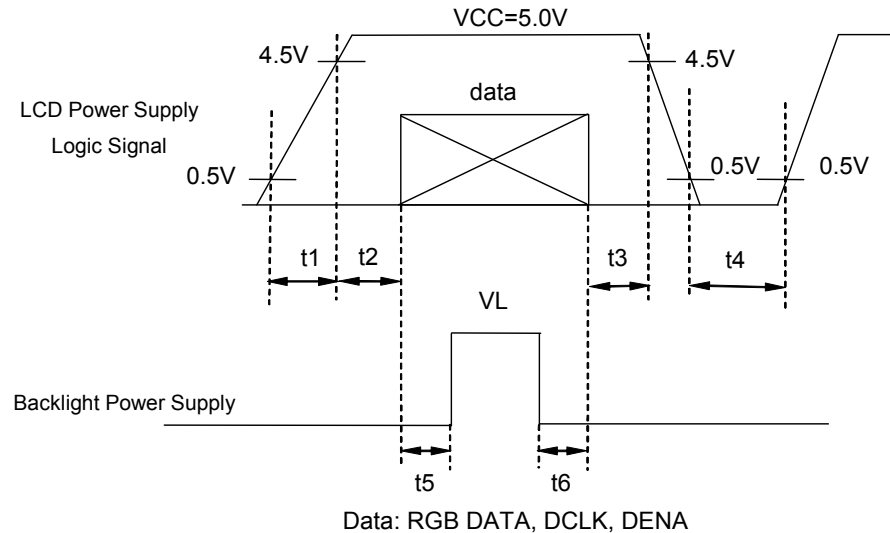 VCC=5.0V
4.5V
4.5V
data
LCD Power Supply
Logic Signal
0.5V
0.5V
0.5V
t1
t2
t3
t4
VL
Backlight Power Supply
t5
t6
Data: RGB DATA, DCLK, DENA